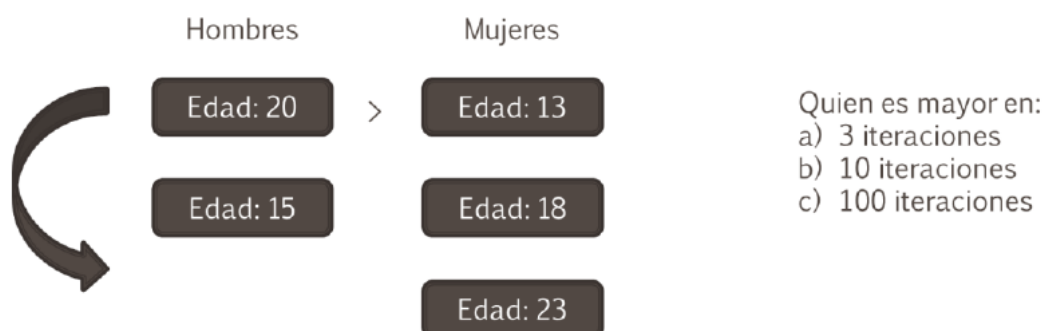 Hombres
Mujeres
Edad: 20
>
Edad: 13
Edad: 15
Edad: 18
Edad: 23
Quien es mayor en:
a) 3 iteraciones
b) 10 iteraciones
c) 100 iteraciones